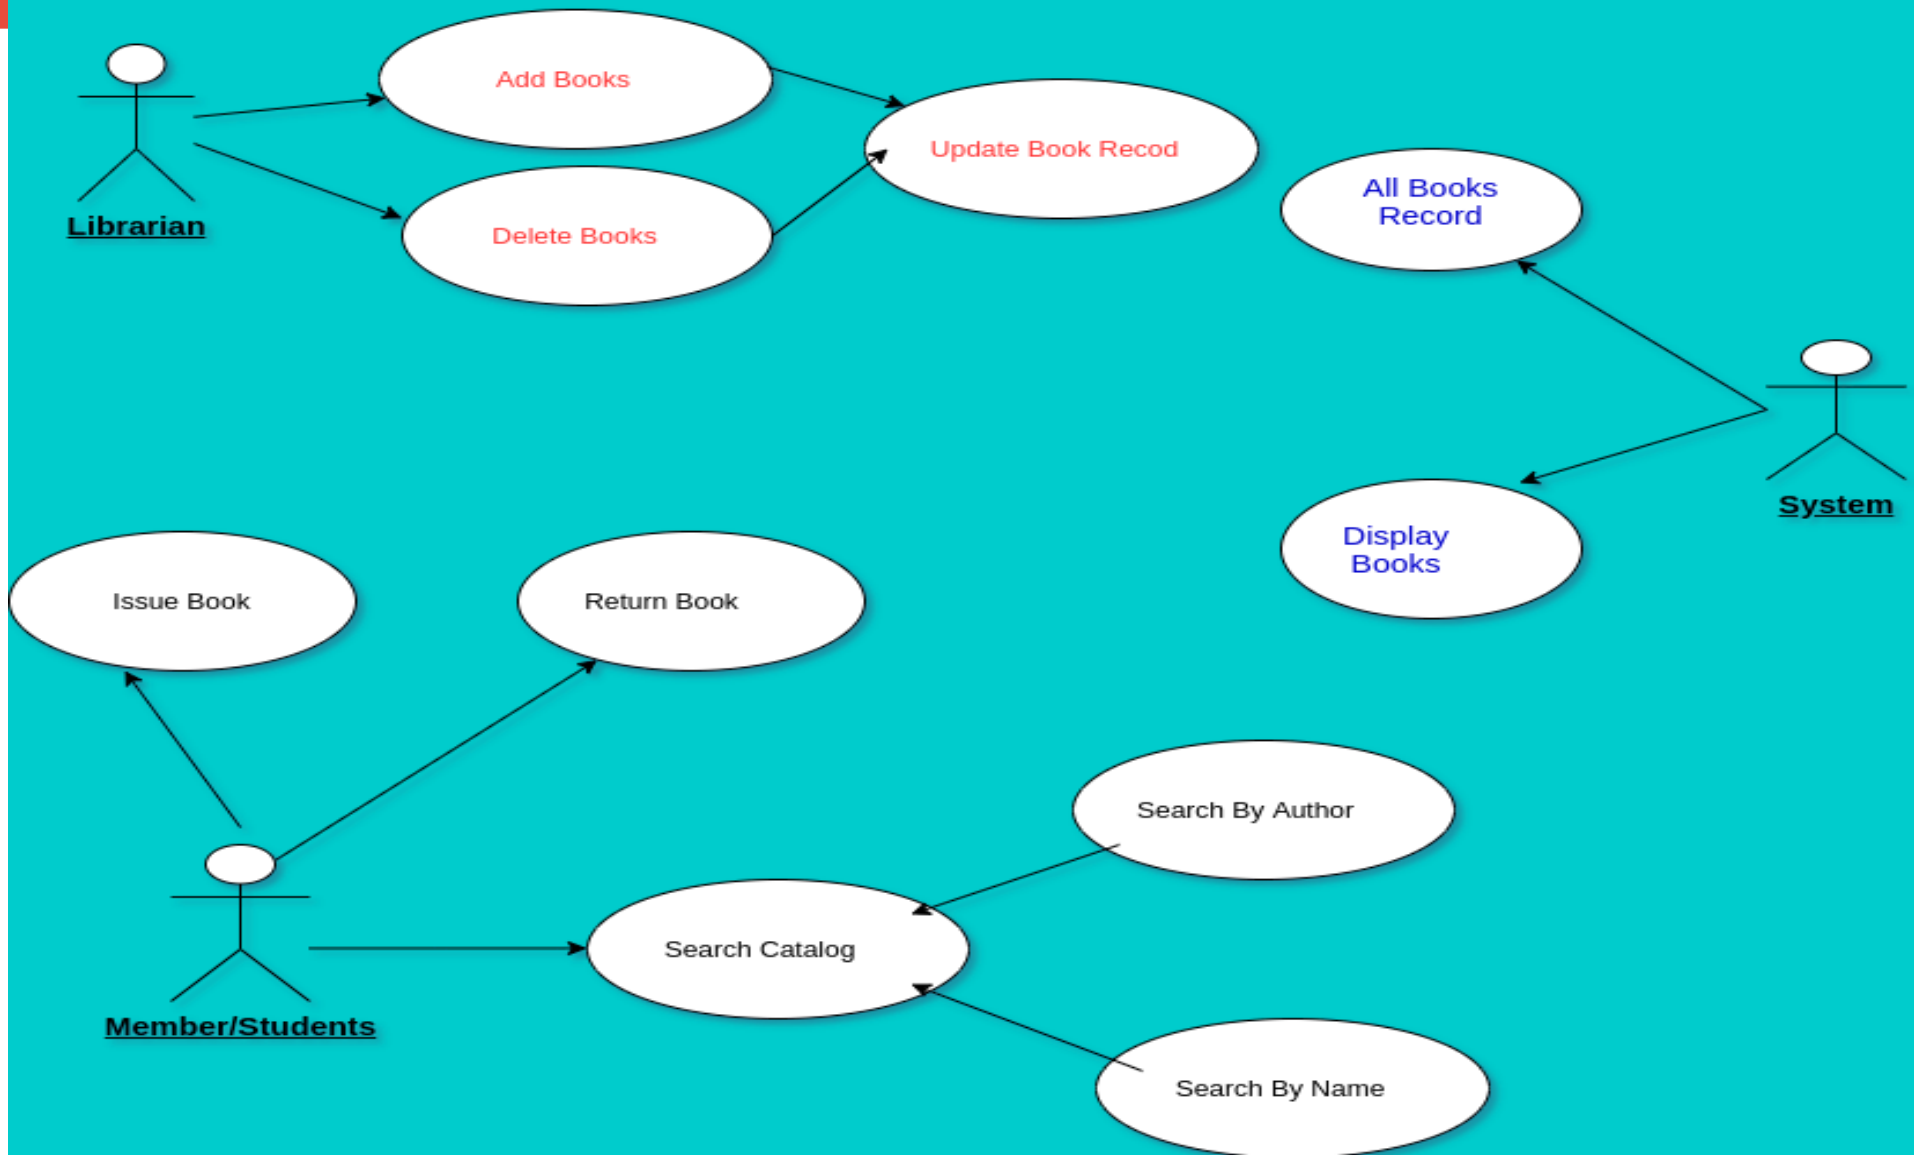 Add Books
Update Book Recod
All Books
Record
Librarian
Delete Books
System
Display
Books
Issue Book
Return Book
Search By Author
Search Catalog
Member/Students
Search By Name